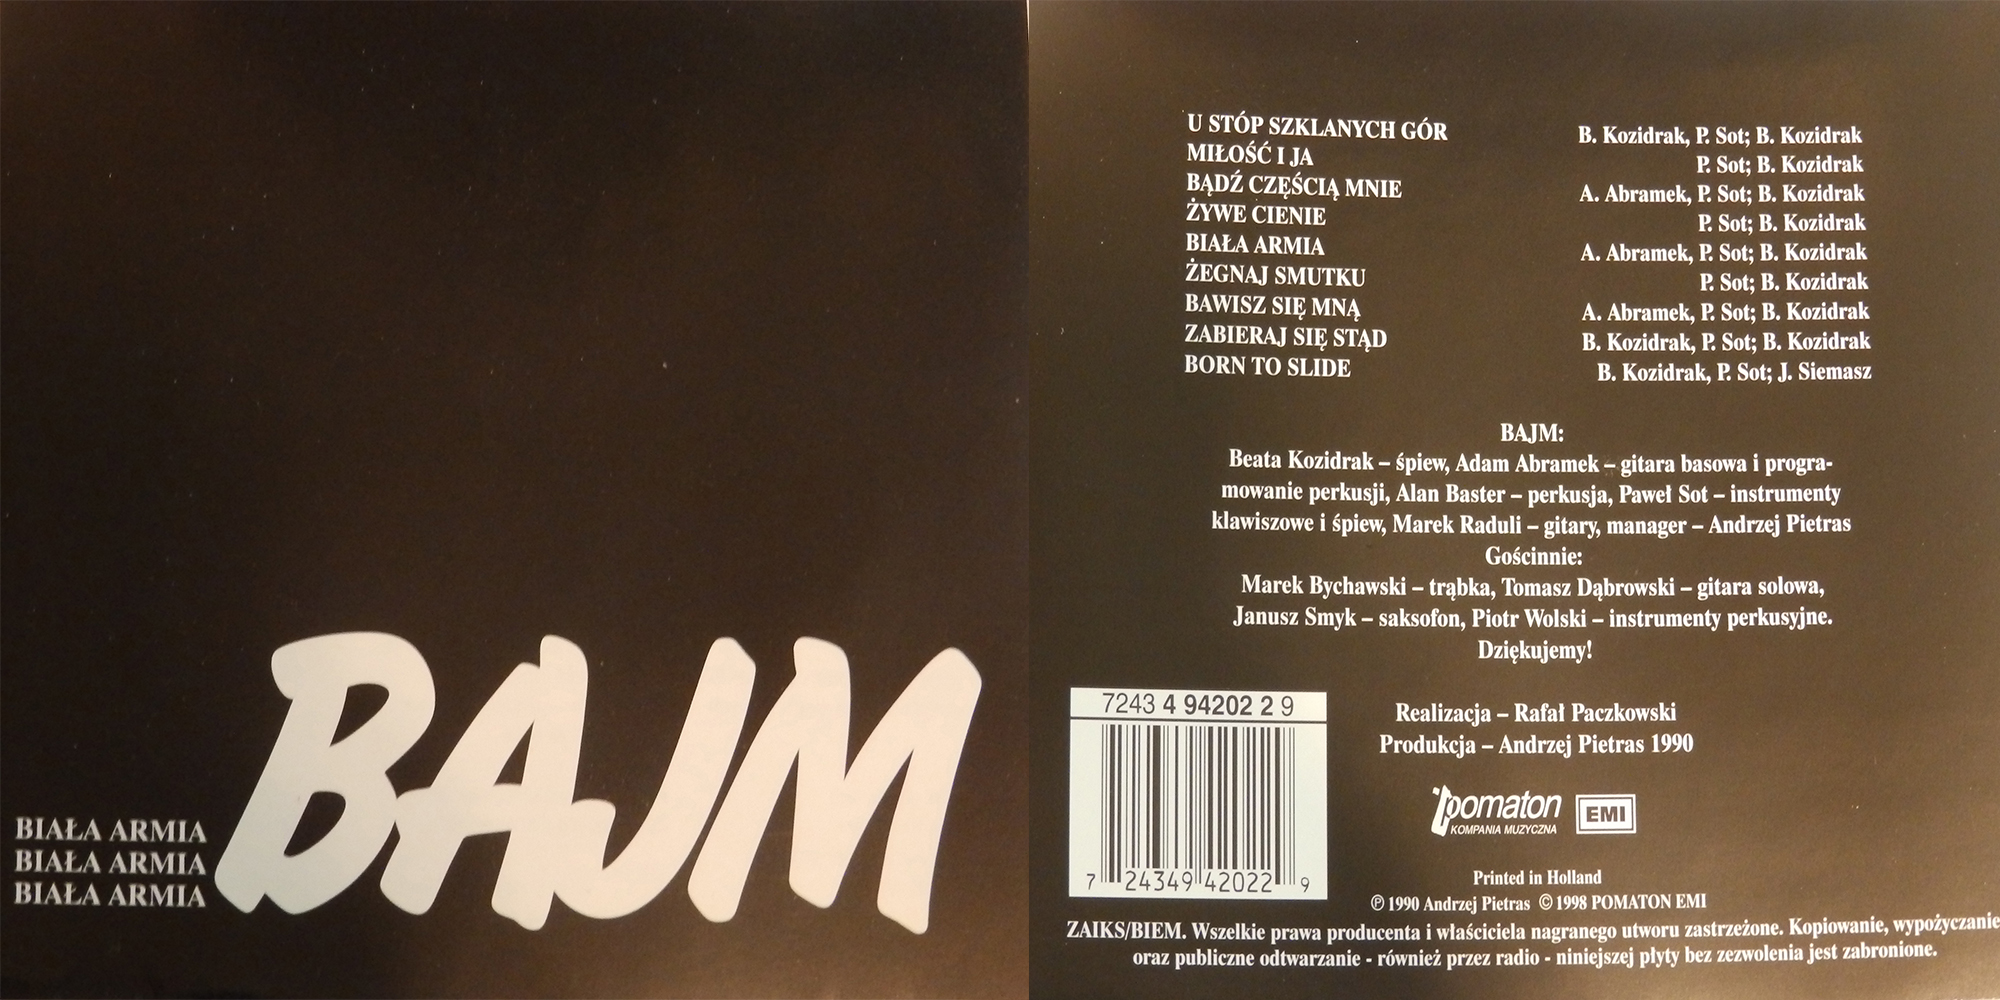 BIAŁA ARMIA
BIAŁA ARMIA
BIAŁA ARMIA
BAJM
U STÓP SZKLANYCH GÓR B. Kozidrak, P. Sot; B. Kozidrak
MIŁOŚĆ I JA P. Sot; B. Kozidrak
BĄDŹ CZĘŚCIĄ MNIE A. Abramek, P. Sot; B. Kozidrak
ŻYWE CIENIE P. Sot; B. Kozidrak
BIAŁA ARMIA A. Abramek, P. Sot; B. Kozidrak
ŻEGNAJ SMUTKU P. Sot; B. Kozidrak
BAWISZ SIĘ MNĄ A. Abramek, P. Sot; B. Kozidrak
ZABIERAJ SIĘ STĄD B. Kozidrak, P. Sot; B. Kozidrak
BORN TO SLIDE B. Kozidrak, P. Sot; J. Siemasz
BAJM:
Beata Kozidrak – śpiew, Adam Abramek – gitara basowa i progra-
mowanie perkusji, Alan Baster – perkusja, Paweł Sot – instrumenty
klawiszowe i śpiew, Marek Raduli – gitary, manager – Andrzej Pietras
Gościnnie:
Marek Bychawski – trąbka, Tomasz Dąbrowski – gitara solowa,
Janusz Smyk – saksofon, Piotr Wolski – instrumenty perkusyjne.
Dziękujemy!
7243 4 94202 2 9
7 24349 42022 9
Realizacja – Rafał Paczkowski
Produkcja – Andrzej Pietras 1990
pomaton
KOMPANIA MUZYCZNA
EMI
Printed in Holland
℗ 1990 Andrzej Pietras © 1998 POMATON EMI
ZAIKS/BIEM. Wszelkie prawa producenta i właściciela nagranego utworu zastrzeżone. Kopiowanie, wypożyczanie
oraz publiczne odtwarzanie - również przez radio - niniejszej płyty bez zezwolenia jest zabronione.